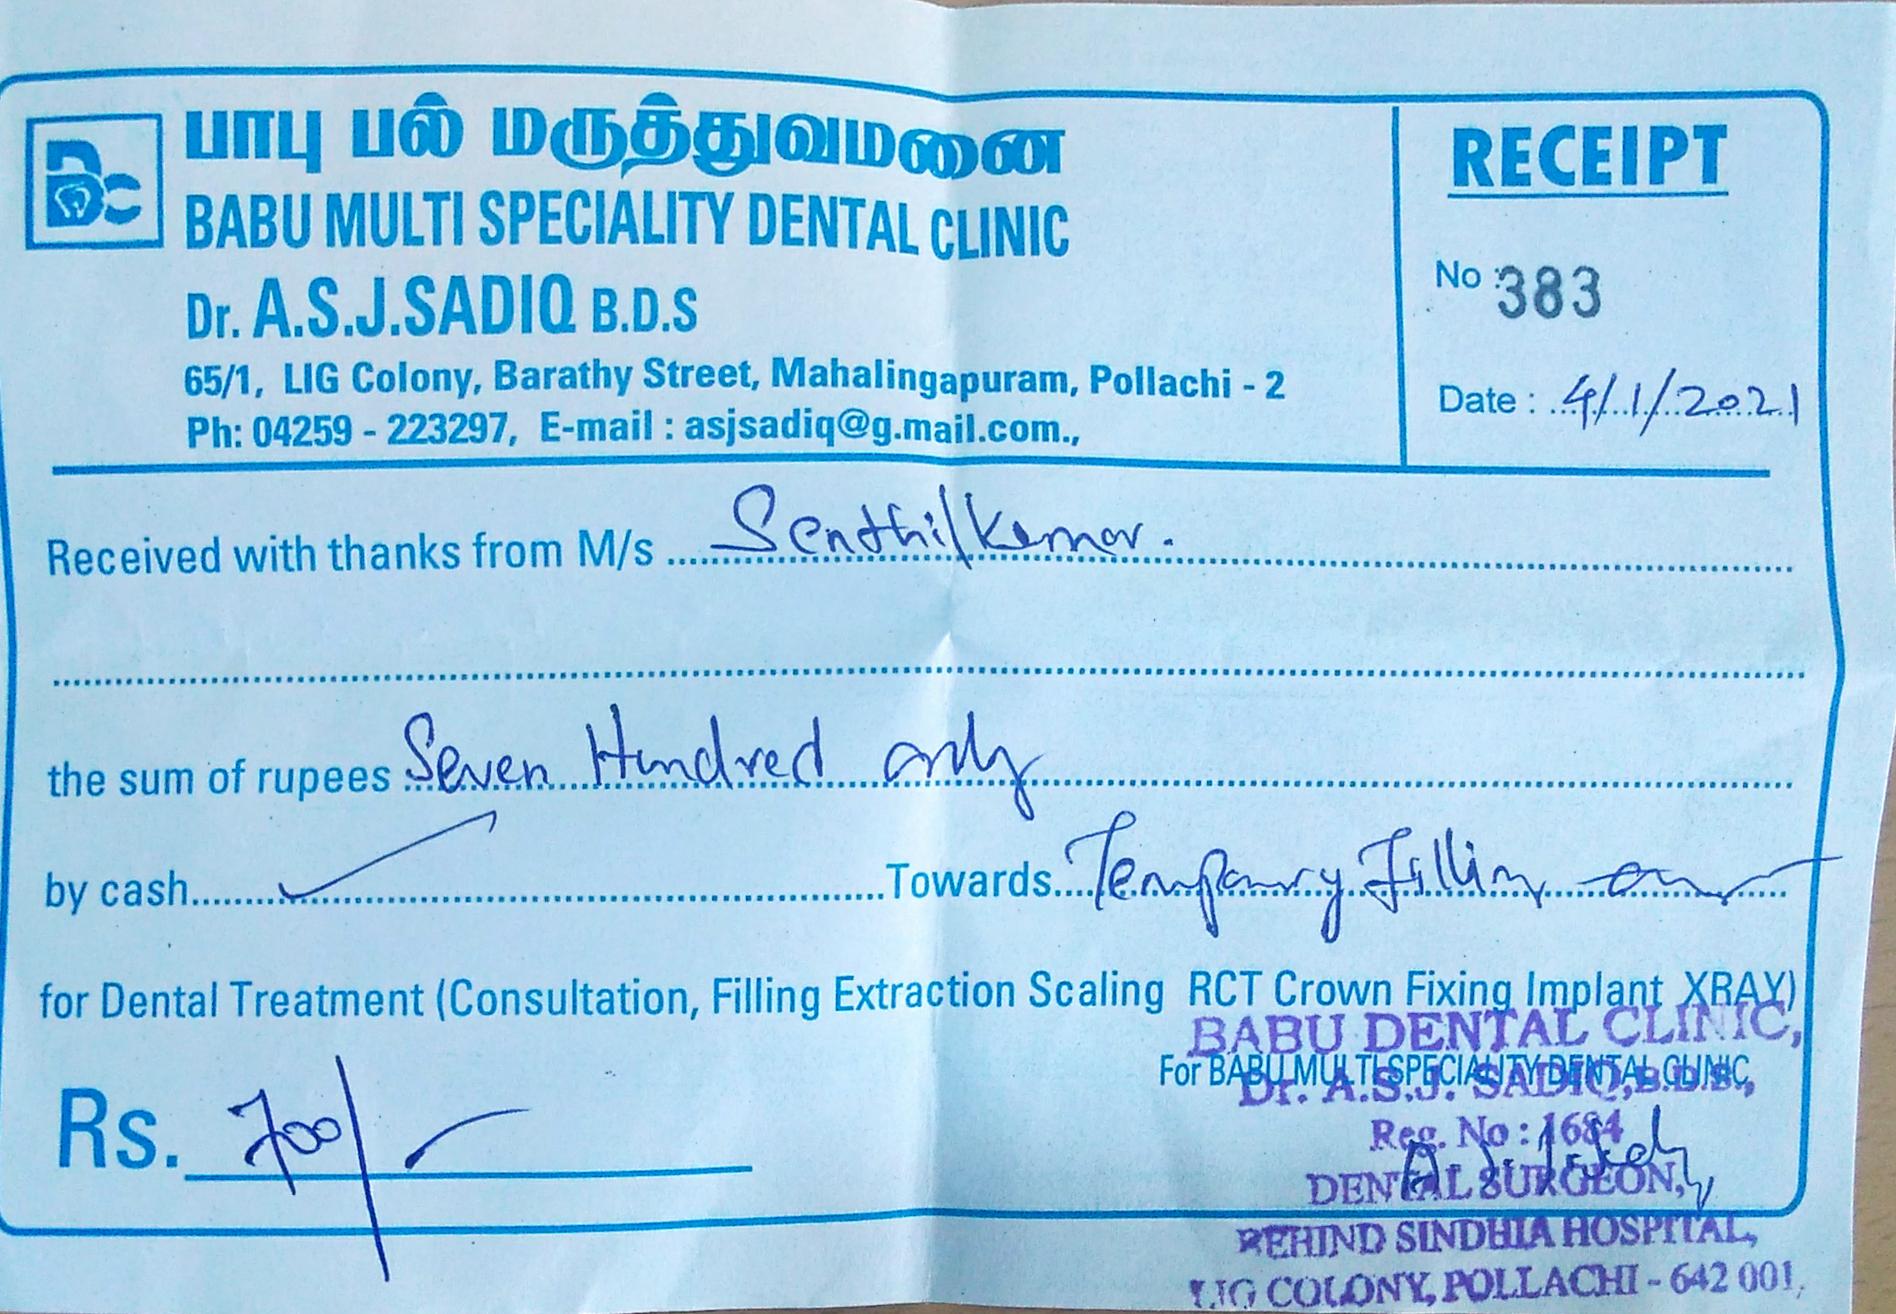 பாபு பல் மருத்துவமனை
BABU MULTI SPECIALITY DENTAL CLINIC
Dr. A.S.J.SADIQ B.D.S
65/1, LIG Colony, Barathy Street, Mahalingapuram, Pollachi - 2
Ph: 04259 - 223297, E-mail : asjsadiq@g.mail.com.,
RECEIPT
No : 383
Date : 4/1/2021
Received with thanks from M/s Senthilkumar.
the sum of rupees Seven Hundred only
by cash ✓ Towards Temporary Filling
for Dental Treatment (Consultation, Filling Extraction Scaling RCT Crown Fixing Implant XRAY)
For BABU MULTI SPECIALITY DENTAL CLINIC,
Rs. 700/-
BABU DENTAL CLINIC,
Dr. A.S.J. SADIQ, B.D.S.,
Reg. No : 1684
DENTAL SURGEON,
BEHIND SINDHIA HOSPITAL,
LIG COLONY, POLLACHI - 642 001,